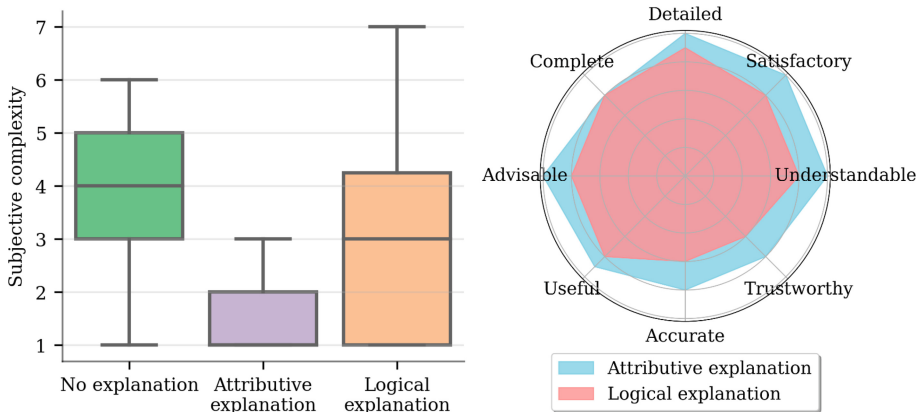 Subjective complexity
7
6
5
4
3
2
1
No explanation
Attributive
explanation
Logical
explanation
Detailed
Complete
Satisfactory
Advisable
Understandable
Useful
Trustworthy
Accurate
Attributive explanation
Logical explanation